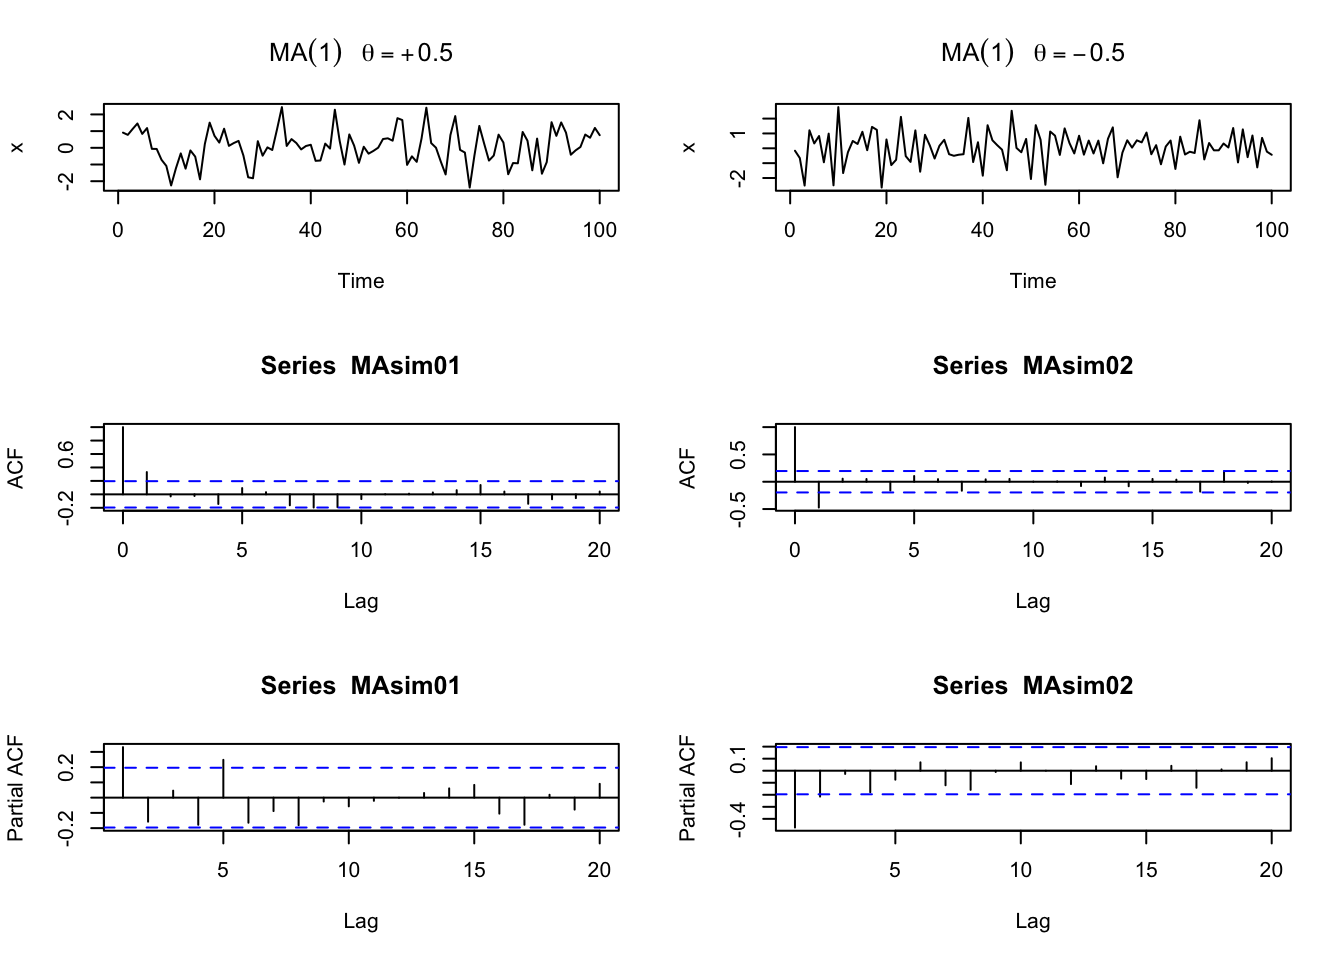 MA(1) θ = +0.5
x
2
0
-2
0 20 40 60 80 100
Time
MA(1) θ = −0.5
x
1
-2
0 20 40 60 80 100
Time
Series MAsim01
ACF
0.6
-0.2
0 5 10 15 20
Lag
Series MAsim02
ACF
0.5
-0.5
0 5 10 15 20
Lag
Series MAsim01
Partial ACF
0.2
-0.2
5 10 15 20
Lag
Series MAsim02
Partial ACF
0.1
-0.4
5 10 15 20
Lag